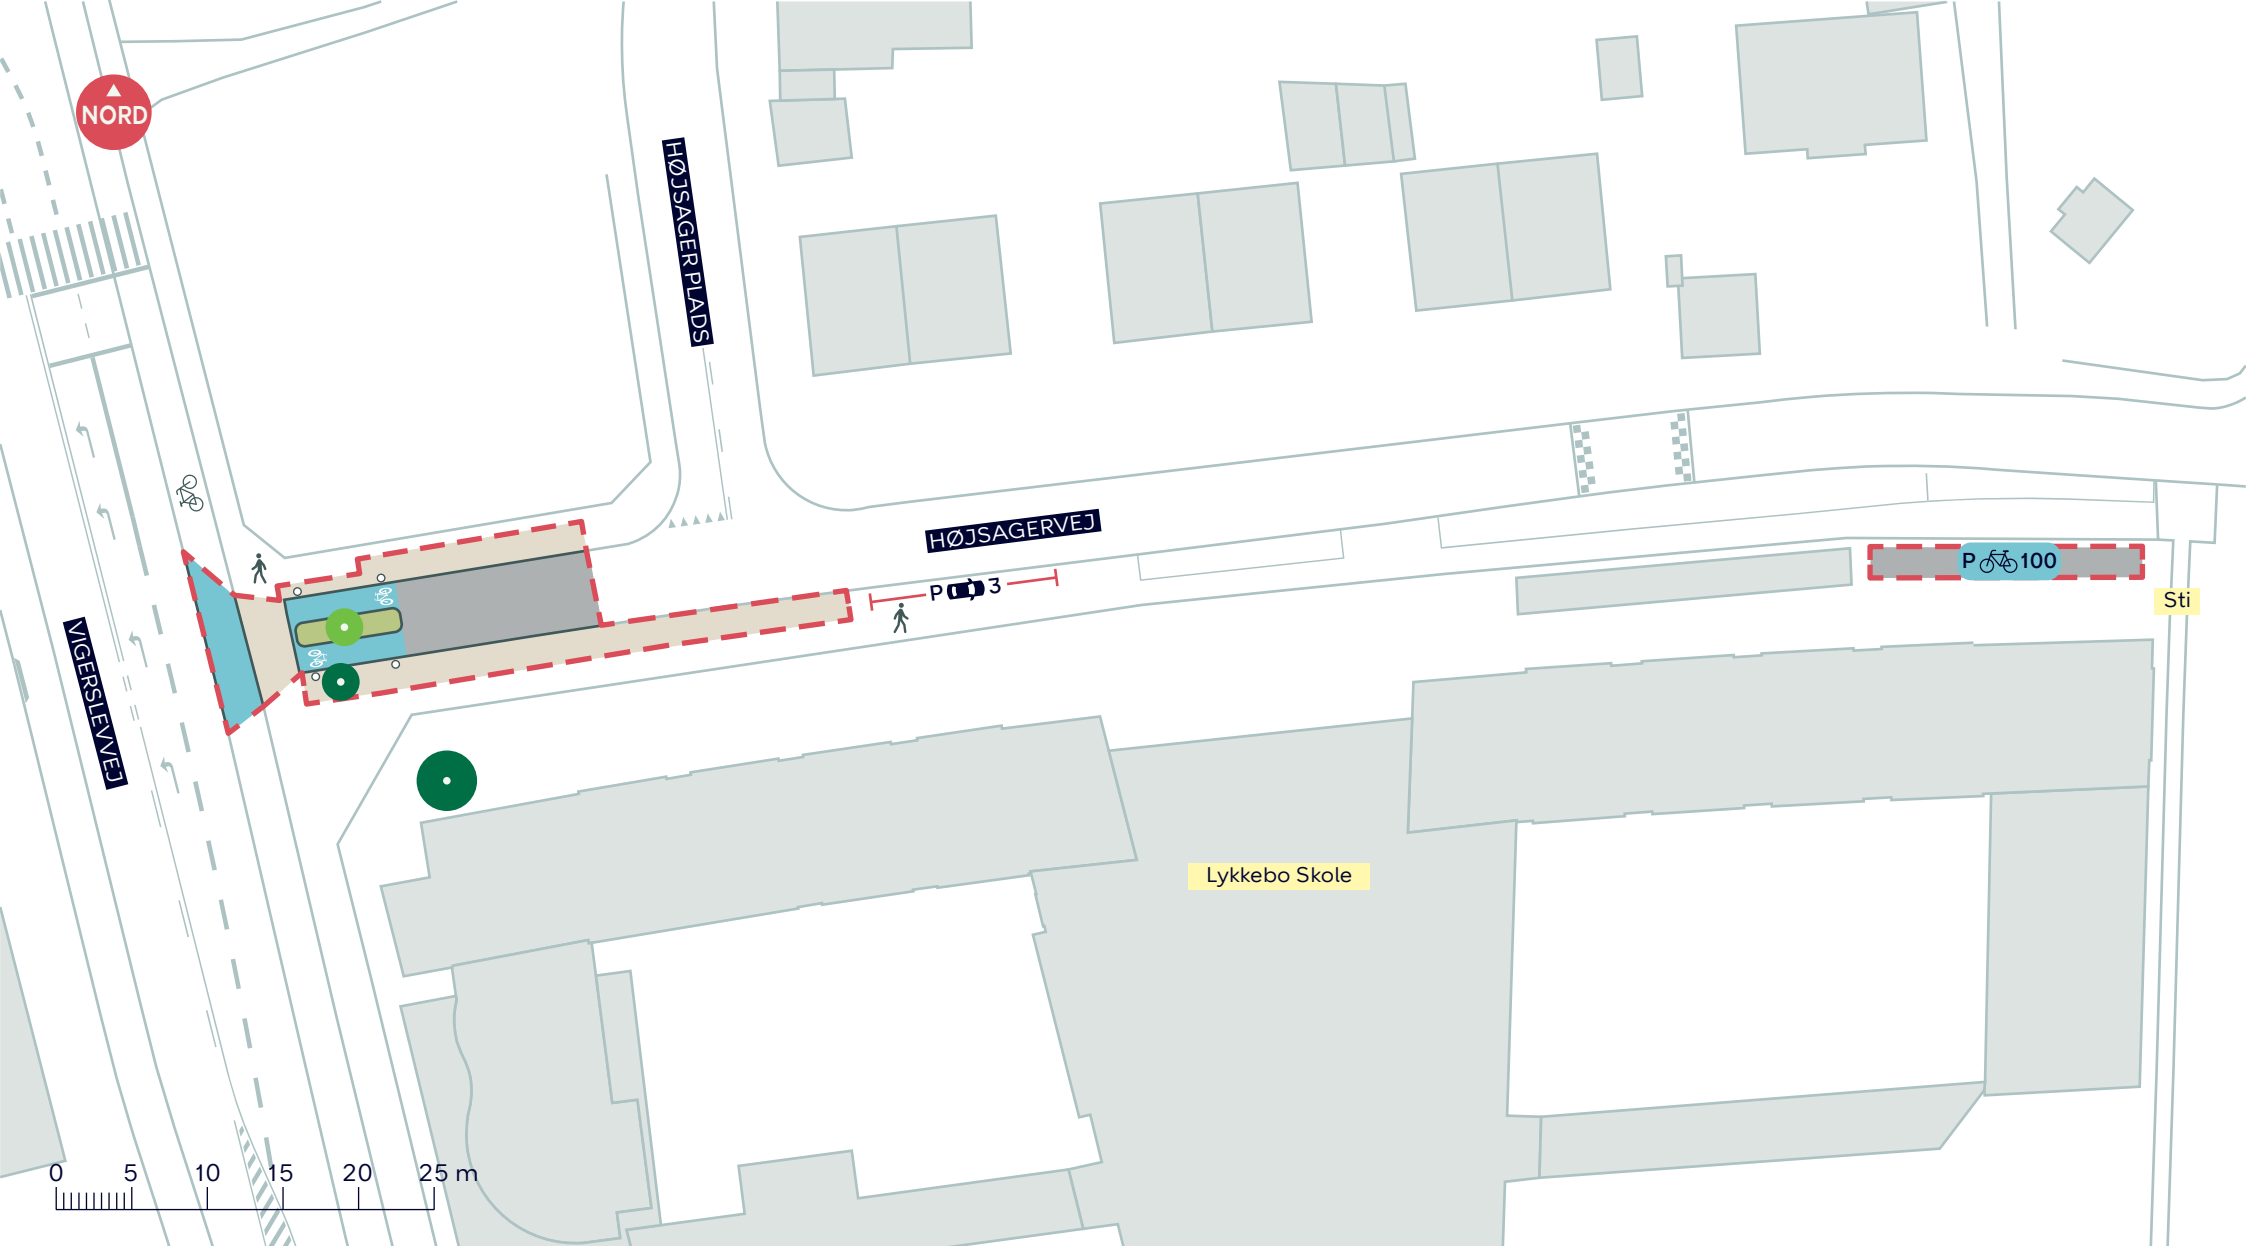 NORD
HØJSAGER PLADS
HØJSAGERVEJ
P 3
P 100
Sti
VIGERSLEVVEJ
Lykkebo Skole
0 5 10 15 20 25 m